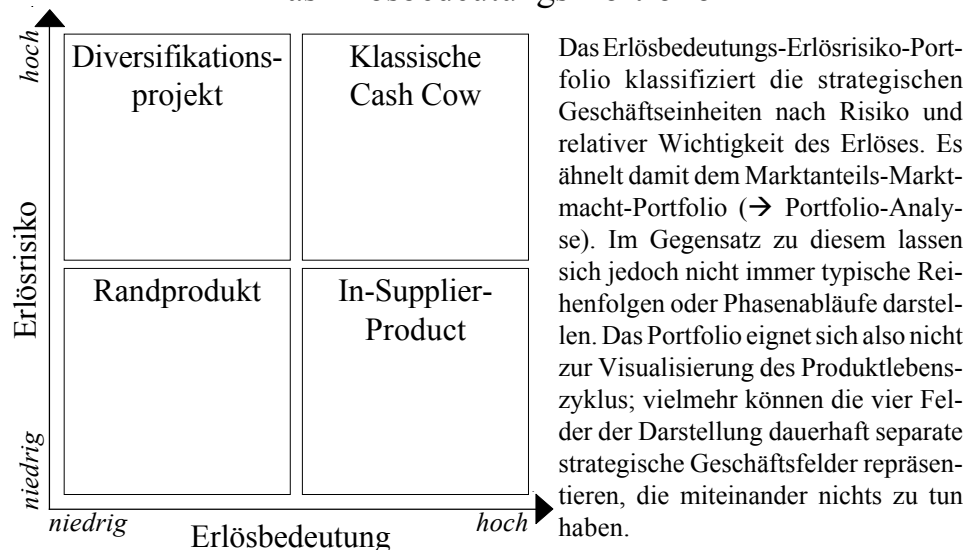 hoch
Diversifikations-
projekt
Klassische
Cash Cow
Erlösrisiko
Randprodukt
In-Supplier-
Product
niedrig
niedrig
hoch
Erlösbedeutung
Das Erlösbedeutungs-Erlösrisiko-Port-
folio klassifiziert die strategischen
Geschäftseinheiten nach Risiko und
relativer Wichtigkeit des Erlöses. Es
ähnelt damit dem Marktanteils-Markt-
macht-Portfolio (→ Portfolio-Analy-
se). Im Gegensatz zu diesem lassen
sich jedoch nicht immer typische Rei-
henfolgen oder Phasenabläufe darstel-
len. Das Portfolio eignet sich also nicht
zur Visualisierung des Produktlebens-
zyklus; vielmehr können die vier Fel-
der der Darstellung dauerhaft separate
strategische Geschäftsfelder repräsen-
tieren, die miteinander nichts zu tun
haben.